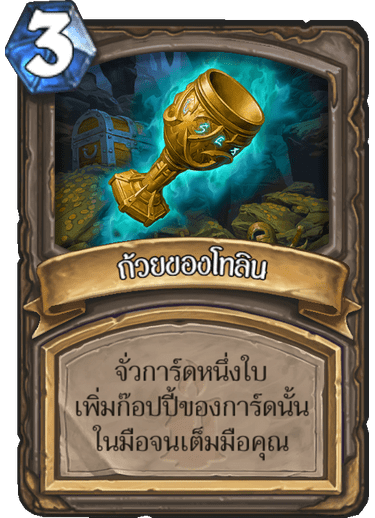 3
ถ้วยของโทลิน
จั่วการ์ดหนึ่งใบ
เพิ่มก๊อปปี้ของการ์ดนั้น
ในมือจนเต็มมือคุณ